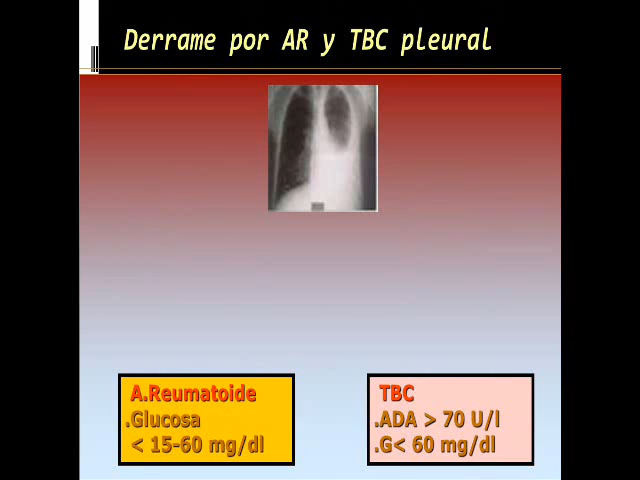 Derrame por AR y TBC pleural
A.Reumatoide
.Glucosa
< 15-60 mg/dl
TBC
.ADA > 70 U/l
.G< 60 mg/dl